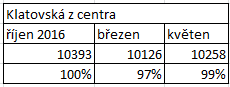 Klatovská z centra
říjen 2016 březen květen
10393 10126 10258
100% 97% 99%